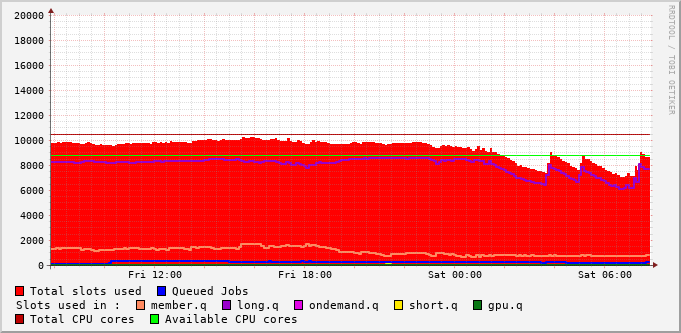 20000
18000
16000
14000
12000
10000
8000
6000
4000
2000
0
Fri 12:00 Fri 18:00 Sat 00:00 Sat 06:00
Total slots used Queued Jobs
Slots used in : member.q long.q ondemand.q short.q gpu.q
Total CPU cores Available CPU cores
RRDTOOL / TOBI OETIKER